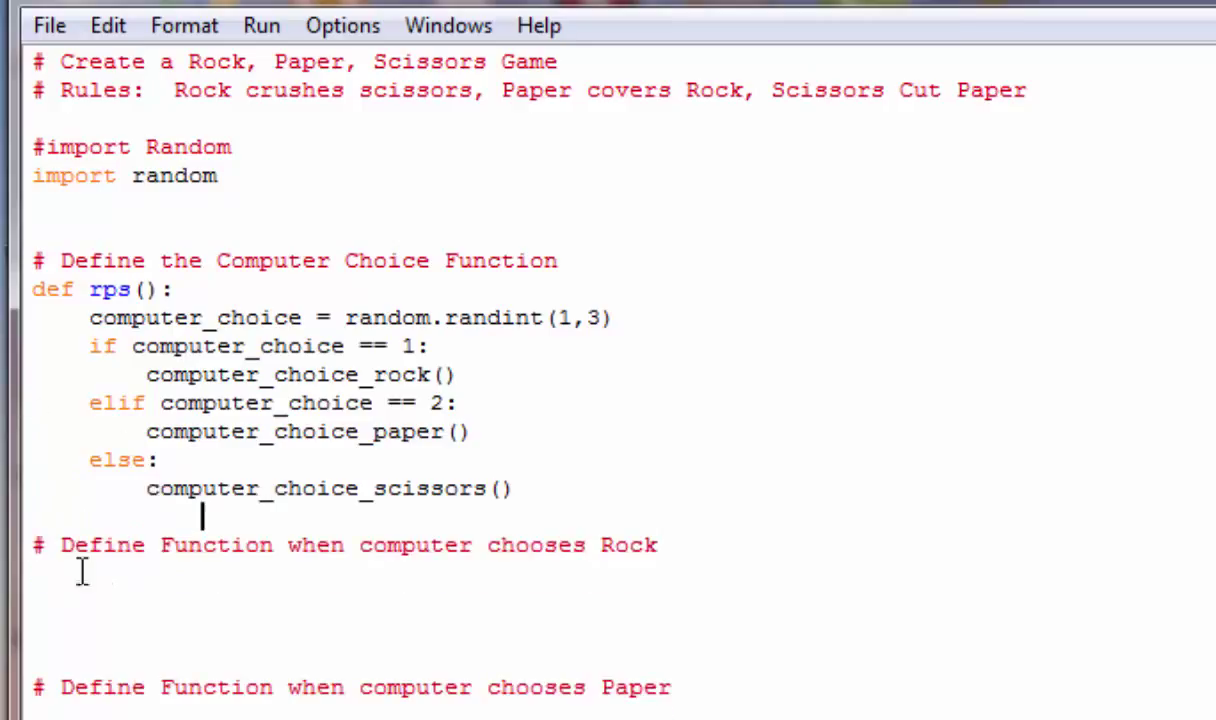 File Edit Format Run Options Windows Help
# Create a Rock, Paper, Scissors Game
# Rules:  Rock crushes scissors, Paper covers Rock, Scissors Cut Paper
#import Random
import random
# Define the Computer Choice Function
def rps():
    computer_choice = random.randint(1,3)
    if computer_choice == 1:
        computer_choice_rock()
    elif computer_choice == 2:
        computer_choice_paper()
    else:
        computer_choice_scissors()
# Define Function when computer chooses Rock
# Define Function when computer chooses Paper